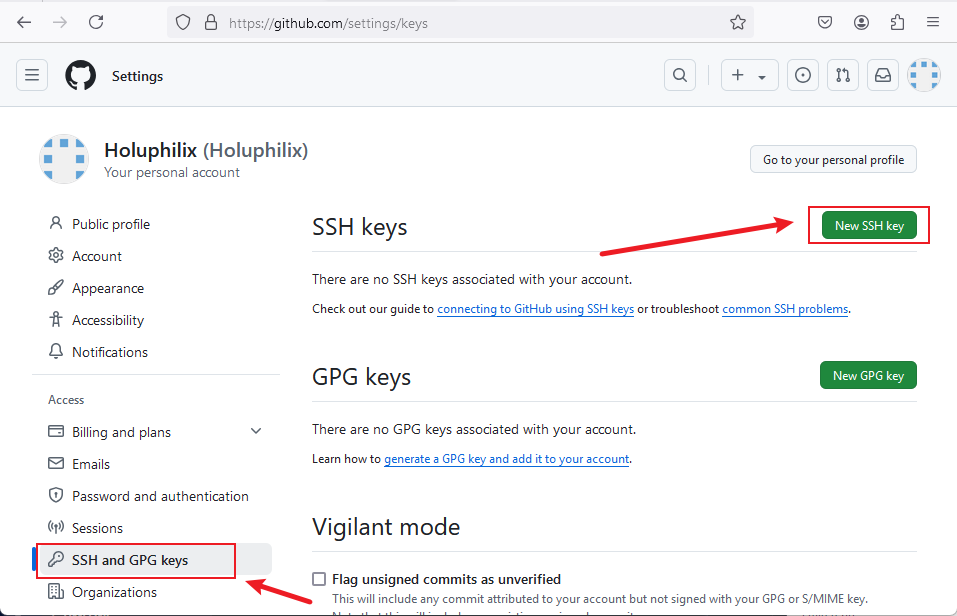 https://github.com/settings/keys
Settings
Holuphilix (Holuphilix)
Your personal account
Go to your personal profile
Public profile
Account
Appearance
Accessibility
Notifications
Access
Billing and plans
Emails
Password and authentication
Sessions
SSH and GPG keys
Organizations
SSH keys
New SSH key
There are no SSH keys associated with your account.
Check out our guide to connecting to GitHub using SSH keys or troubleshoot common SSH problems.
GPG keys
New GPG key
There are no GPG keys associated with your account.
Learn how to generate a GPG key and add it to your account.
Vigilant mode
Flag unsigned commits as unverified
This will include any commit attributed to your account but not signed with your GPG or S/MIME key.